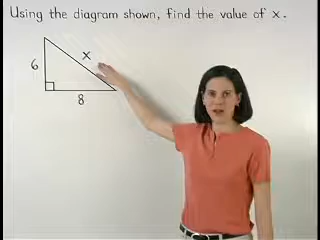 Using the diagram shown, find the value of x.
x
6
8